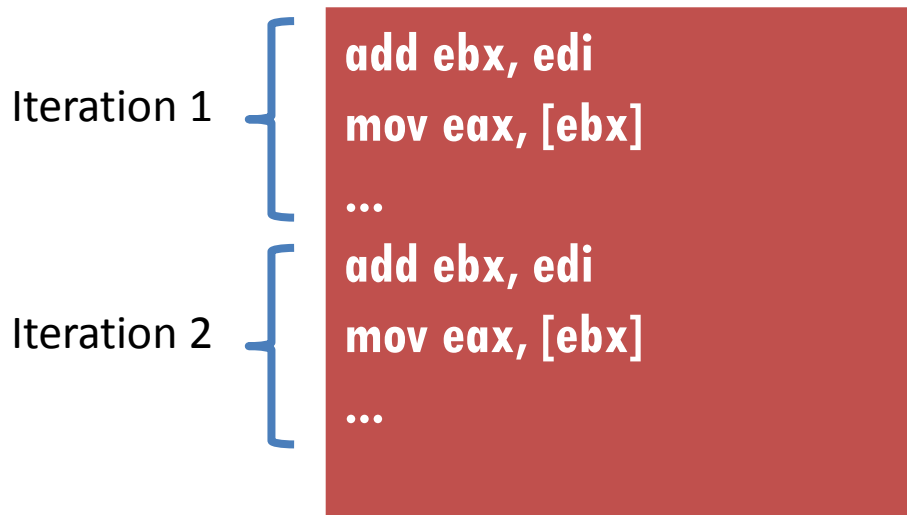 Iteration 1
add ebx, edi
mov eax, [ebx]
...
Iteration 2
add ebx, edi
mov eax, [ebx]
...